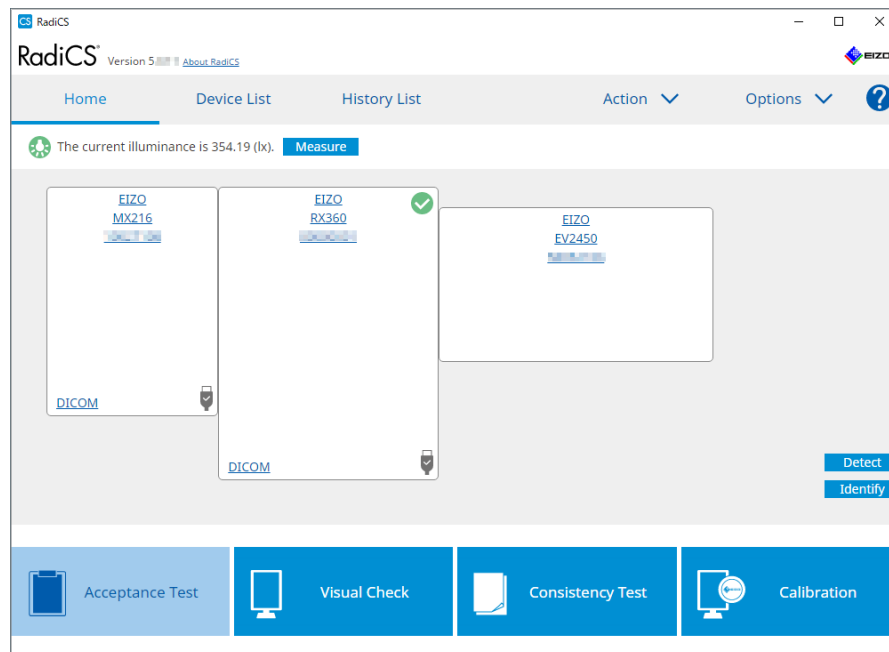 CS RadiCS
RadiCS® Version 5 About RadiCS
EIZO
Home Device List History List Action Options ?
The current illuminance is 354.19 (lx). Measure
EIZO
MX216
DICOM
EIZO
RX360
DICOM
EIZO
EV2450
Detect
Identify
Acceptance Test Visual Check Consistency Test Calibration